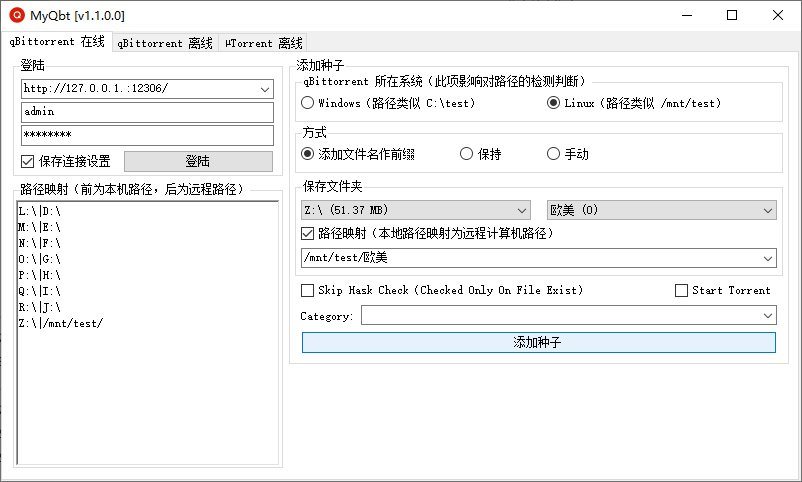 MyQbt [v1.1.0.0]
qBittorrent 在线 qBittorrent 离线 μTorrent 离线
登陆
http://127.0.0.1.:12306/
admin
********
保存连接设置 登陆
路径映射（前为本机路径，后为远程路径）
L:\|D:\
M:\|E:\
N:\|F:\
O:\|G:\
P:\|H:\
Q:\|I:\
R:\|J:\
Z:\|/mnt/test/
添加种子
qBittorrent 所在系统（此项影响对路径的检测判断）
Windows（路径类似 C:\test） Linux（路径类似 /mnt/test）
方式
添加文件名作前缀 保持 手动
保存文件夹
Z:\ (51.37 MB) 欧美 (0)
路径映射（本地路径映射为远程计算机路径）
/mnt/test/欧美
Skip Hask Check (Checked Only On File Exist) Start Torrent
Category:
添加种子